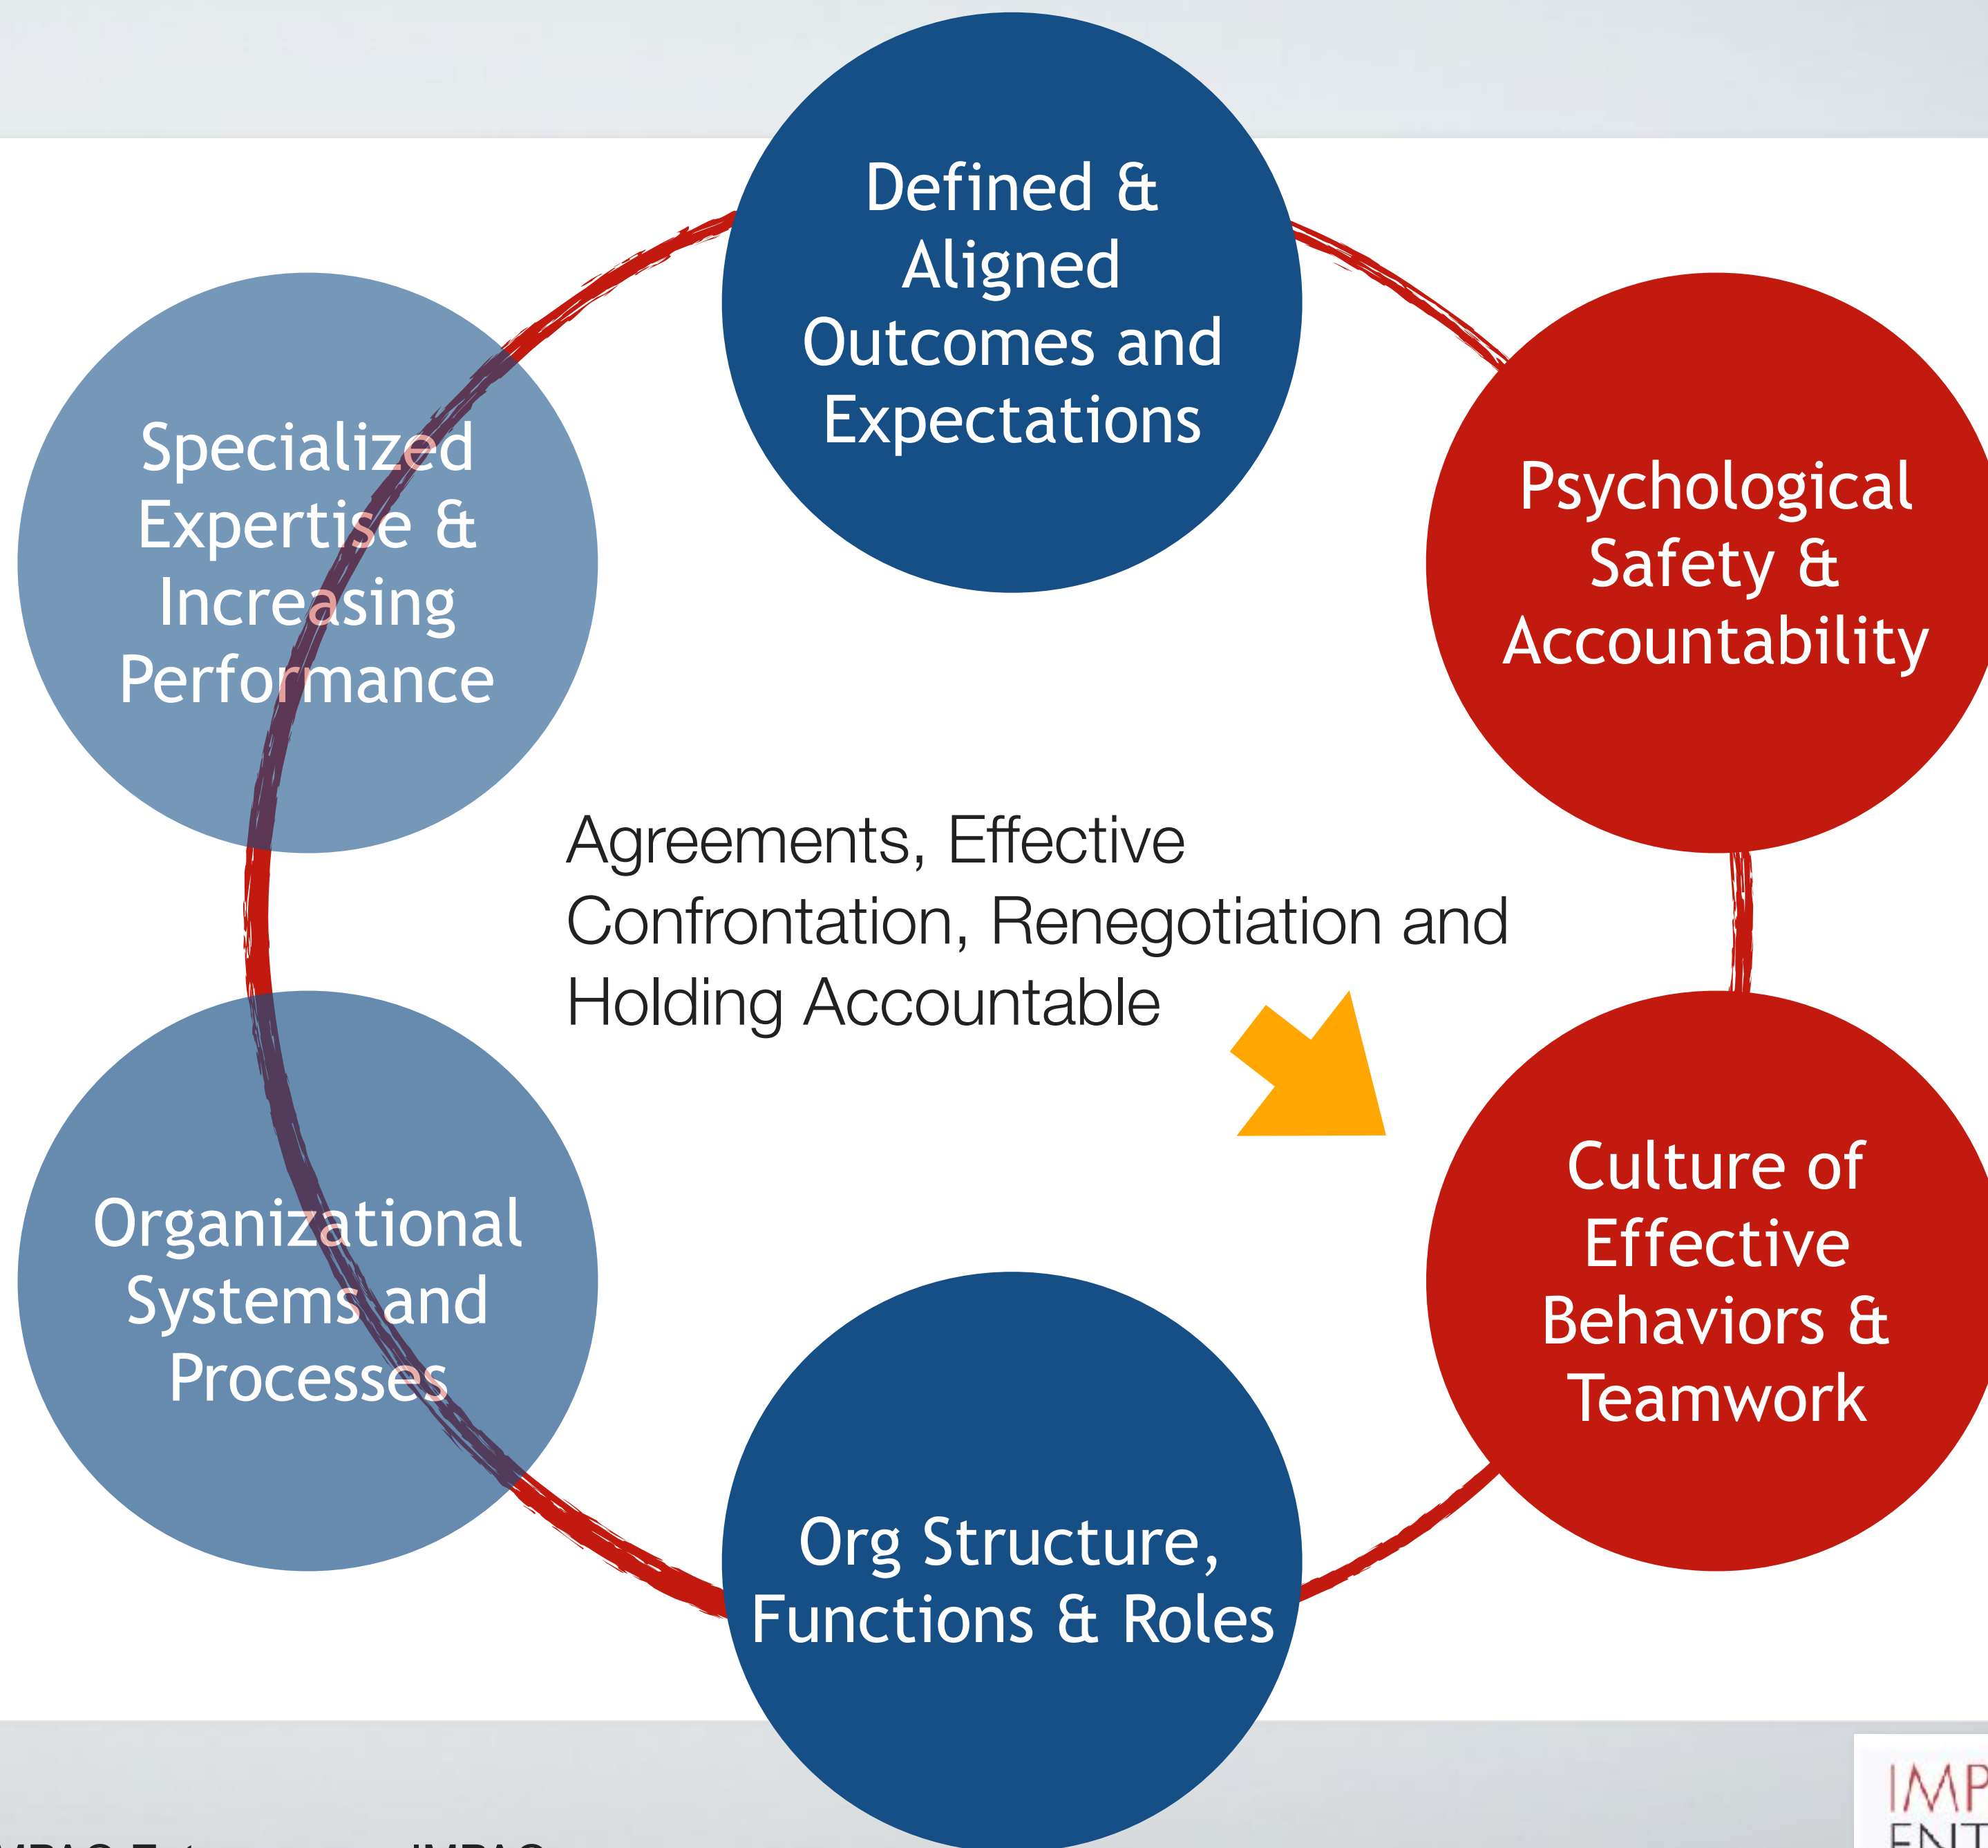 Defined &
Aligned
Outcomes and
Expectations
Specialized
Expertise &
Increasing
Performance
Psychological
Safety &
Accountability
Agreements, Effective
Confrontation, Renegotiation and
Holding Accountable
Organizational
Systems and
Processes
Culture of
Effective
Behaviors &
Teamwork
Org Structure,
Functions & Roles